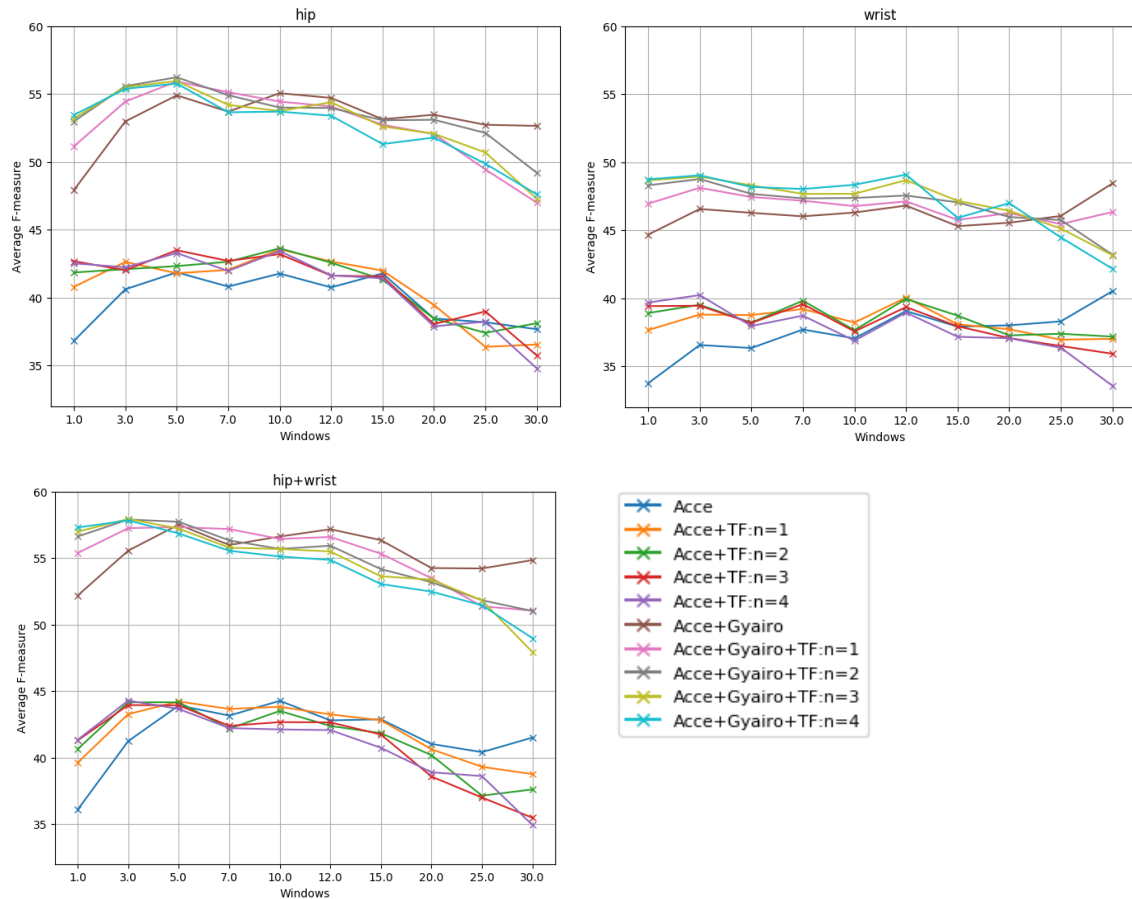 hip
60
55
50
45
40
35
Average F-measure
1.0 3.0 5.0 7.0 10.0 12.0 15.0 20.0 25.0 30.0
Windows
wrist
60
55
50
45
40
35
Average F-measure
1.0 3.0 5.0 7.0 10.0 12.0 15.0 20.0 25.0 30.0
Windows
hip+wrist
60
55
50
45
40
35
Average F-measure
1.0 3.0 5.0 7.0 10.0 12.0 15.0 20.0 25.0 30.0
Windows
Acce
Acce+TF:n=1
Acce+TF:n=2
Acce+TF:n=3
Acce+TF:n=4
Acce+Gyairo
Acce+Gyairo+TF:n=1
Acce+Gyairo+TF:n=2
Acce+Gyairo+TF:n=3
Acce+Gyairo+TF:n=4